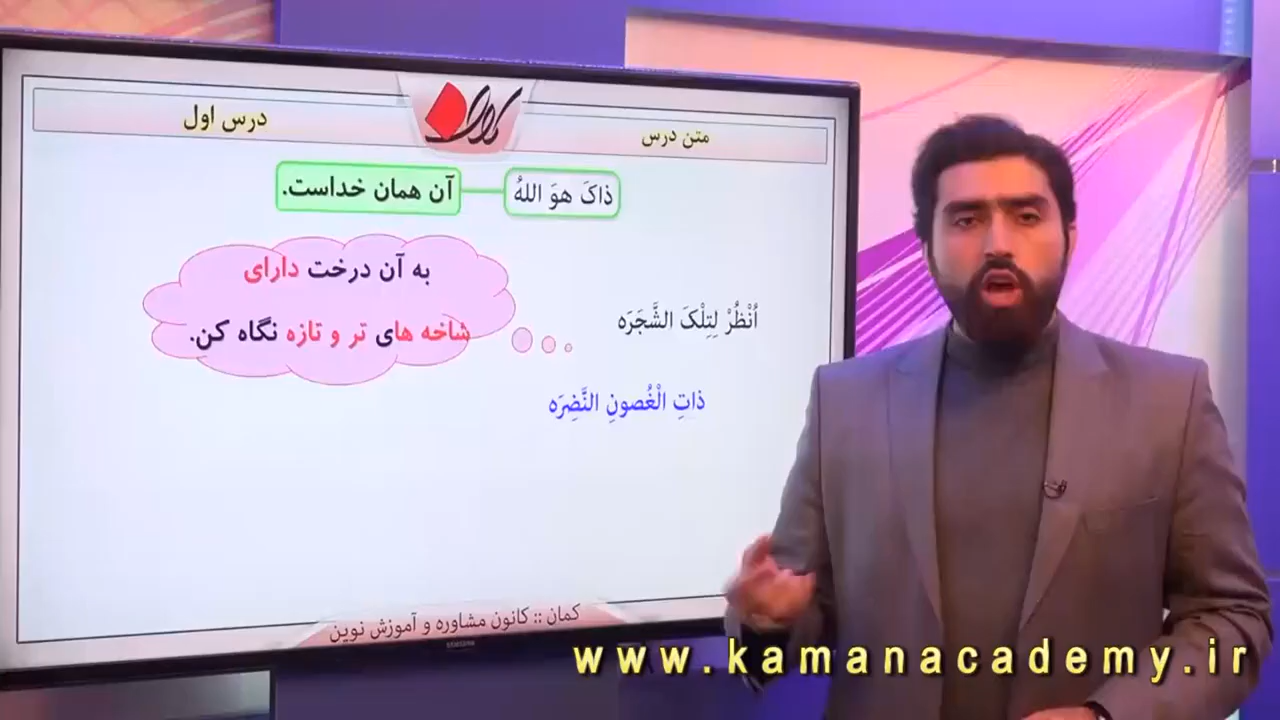 متن درس
درس اول
ذاکَ هوَ اللهُ
آن همان خداست.
اُنْظُرْ لِتِلْکَ الشَّجَرَه
ذاتِ الْغُصونِ النَّضِرَه
به آن درخت دارای
شاخه های تر و تازه نگاه کن.
کمان :: کانون مشاوره و آموزش نوین
SAMSUNG
www.kamanacademy.ir